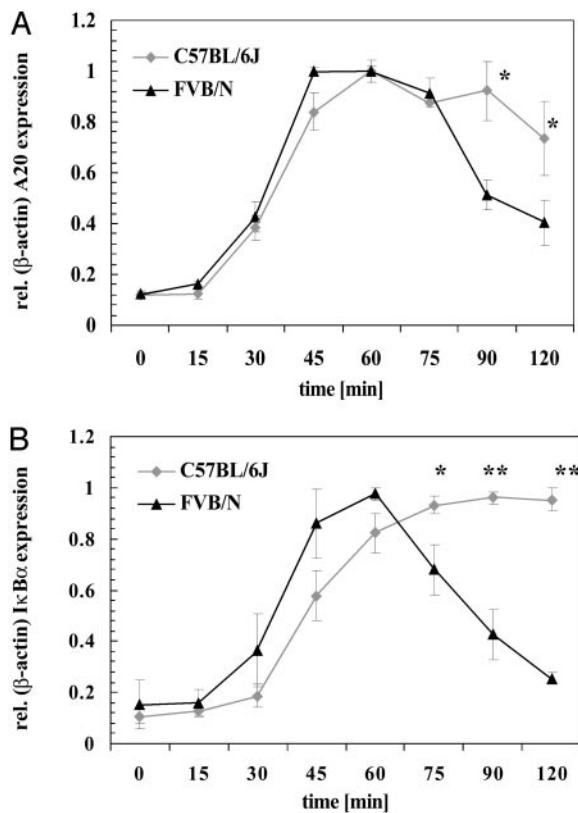 A
rel. (β-actin) A20 expression
1.2
1
0.8
0.6
0.4
0.2
0
C57BL/6J
FVB/N
*
*
0 15 30 45 60 75 90 120
time [min]
B
rel. (β-actin) IκBα expression
1.2
1
0.8
0.6
0.4
0.2
0
C57BL/6J
FVB/N
* ** **
0 15 30 45 60 75 90 120
time [min]